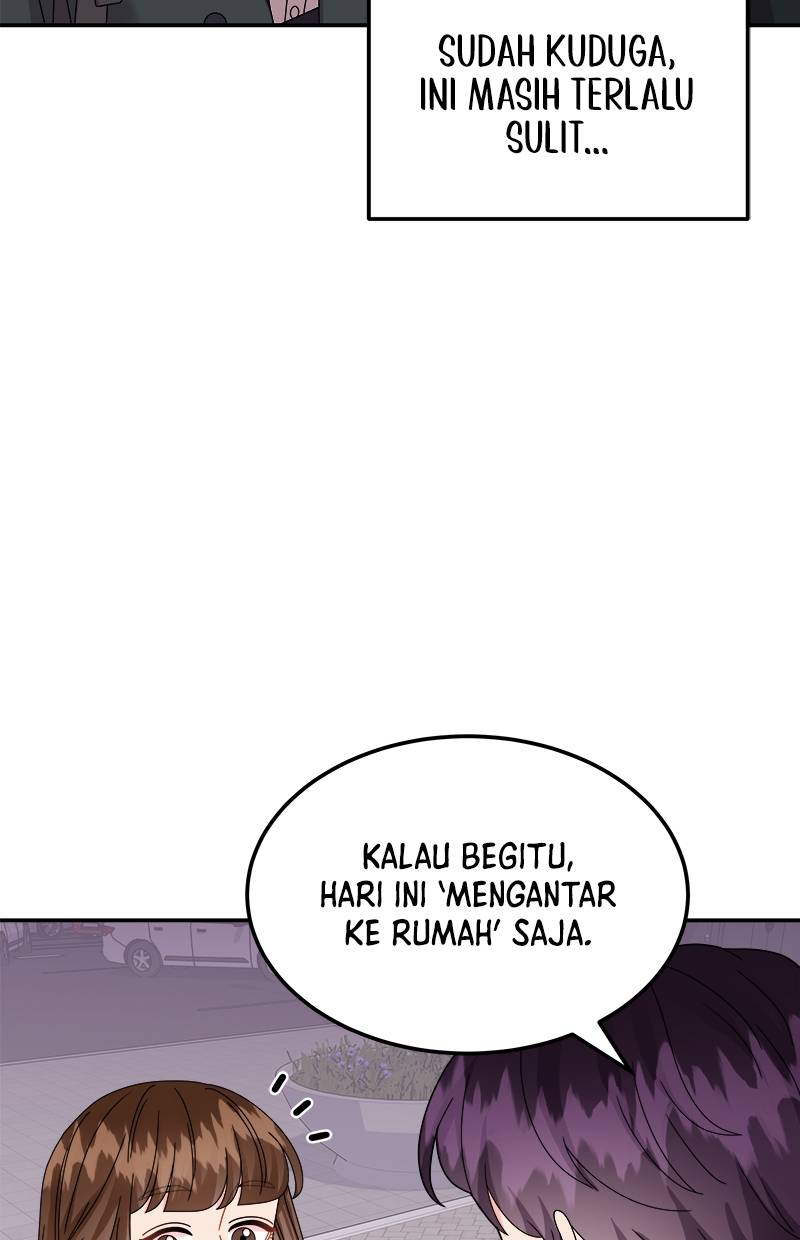 SUDAH KUDUGA,
INI MASIH TERLALU
SULIT...
KALAU BEGITU,
HARI INI 'MENGANTAR
KE RUMAH' SAJA.